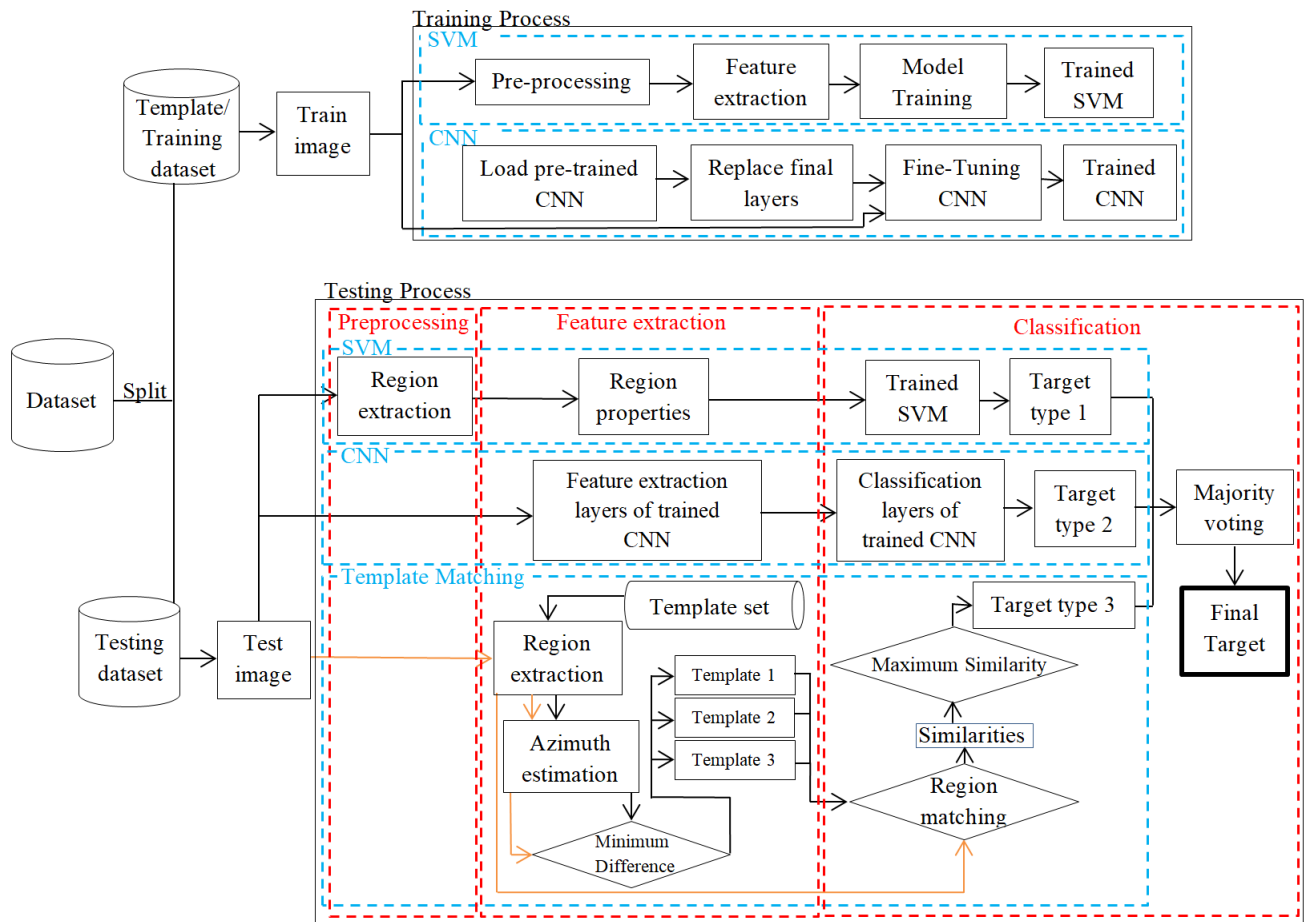 Training Process
SVM
Pre-processing
Feature
extraction
Model
Training
Trained
SVM
Template/
Training
dataset
Train
image
CNN
Load pre-trained
CNN
Replace final
layers
Fine-Tuning
CNN
Trained
CNN
Dataset
Split
Testing Process
Preprocessing
Feature extraction
Classification
SVM
Region
extraction
Region
properties
Trained
SVM
Target
type 1
CNN
Feature extraction
layers of trained
CNN
Classification
layers of
trained CNN
Target
type 2
Majority
voting
Final
Target
Template Matching
Testing
dataset
Test
image
Template set
Region
extraction
Azimuth
estimation
Minimum
Difference
Template 1
Template 2
Template 3
Target type 3
Maximum Similarity
Similarities
Region
matching